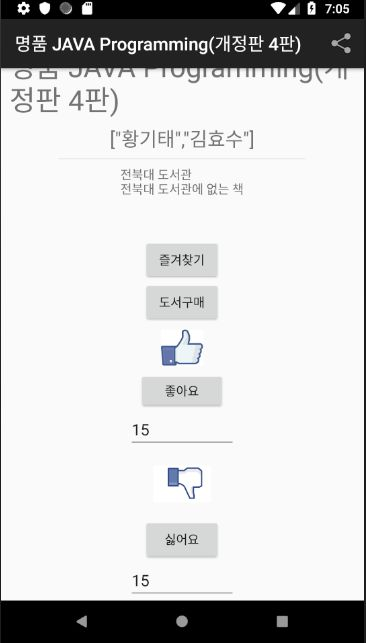 7:05
명품 JAVA Programming(개정판 4판)
명품 JAVA Programming(개
정판 4판)
["황기태","김효수"]
전북대 도서관
전북대 도서관에 없는 책
즐겨찾기
도서구매
좋아요
15
싫어요
15